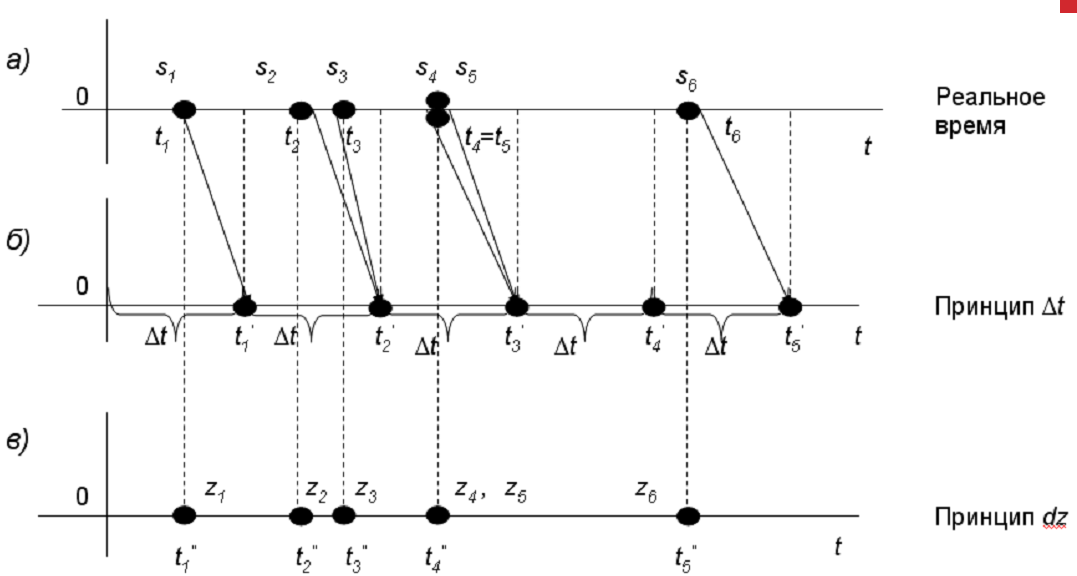 а)
s₁ s₂ s₃ s₄ s₅ s₆
0
t₁ t₂ t₃ t₄=t₅ t₆
t
Реальное
время
б)
0
Δt t₁' Δt t₂' Δt t₃' Δt t₄' Δt t₅' t
Принцип Δt
в)
z₁ z₂ z₃ z₄, z₅ z₆
0
t₁" t₂" t₃" t₄" t₅" t
Принцип dz